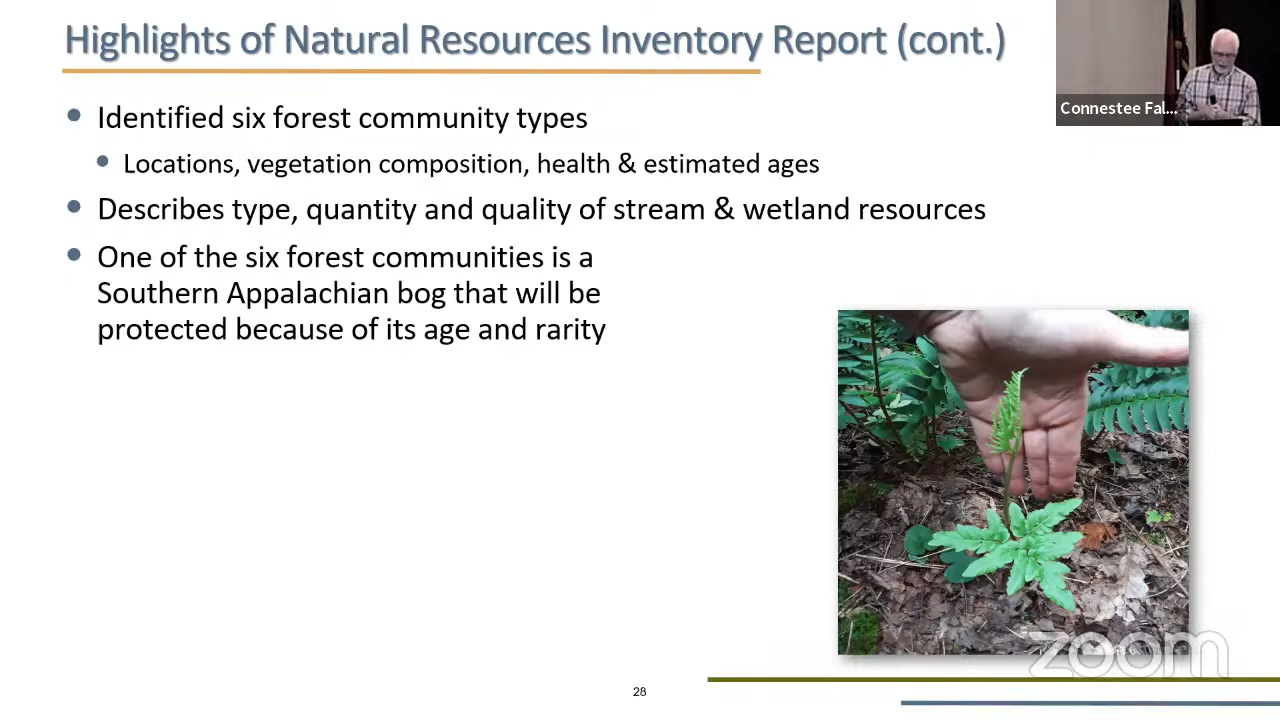 Highlights of Natural Resources Inventory Report (cont.)
Connestee Fal...
Identified six forest community types
Locations, vegetation composition, health & estimated ages
Describes type, quantity and quality of stream & wetland resources
One of the six forest communities is a
Southern Appalachian bog that will be
protected because of its age and rarity
zoom
28